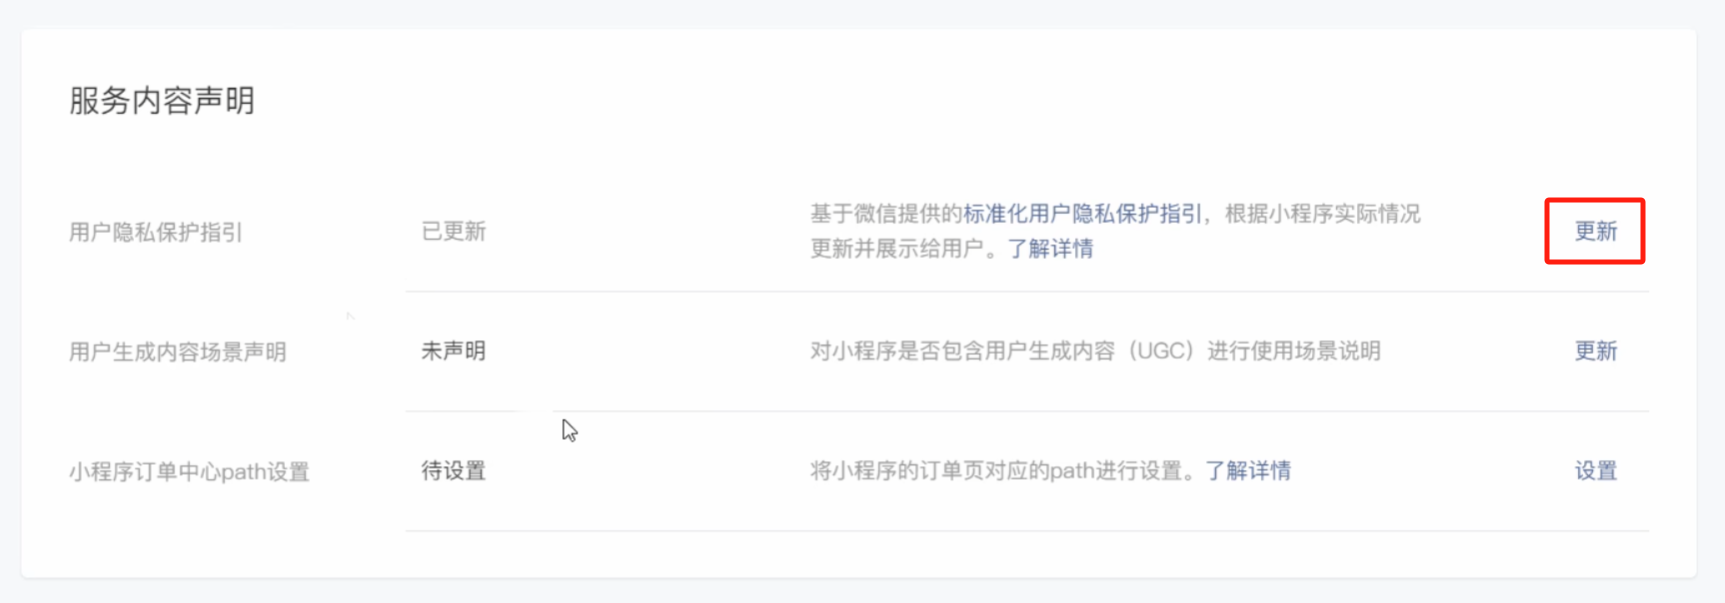 服务内容声明
用户隐私保护指引
已更新
基于微信提供的标准化用户隐私保护指引，根据小程序实际情况
更新并展示给用户。了解详情
更新
用户生成内容场景声明
未声明
对小程序是否包含用户生成内容（UGC）进行使用场景说明
更新
小程序订单中心path设置
待设置
将小程序的订单页对应的path进行设置。了解详情
设置